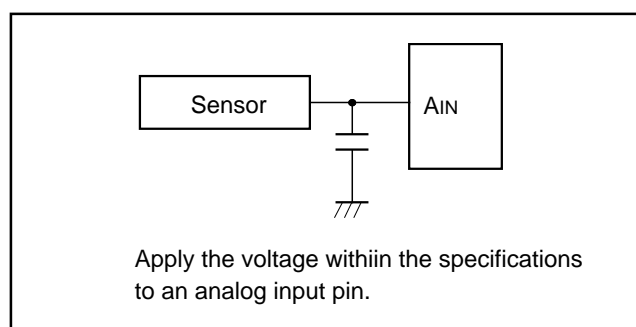 Sensor
AIN
Apply the voltage withiin the specifications
to an analog input pin.